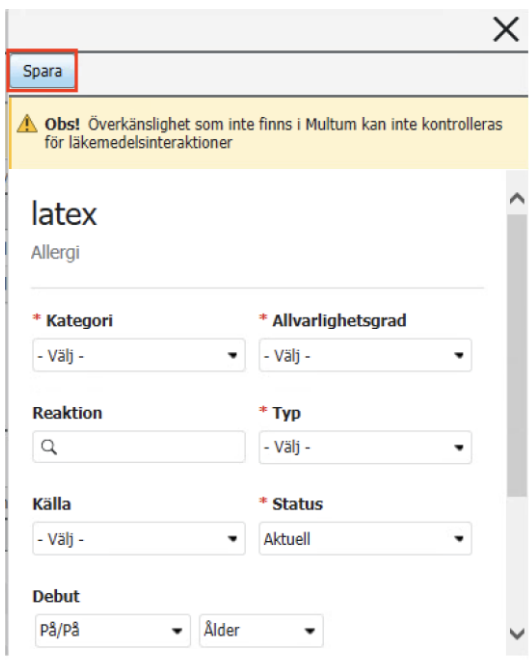 Spara
Obs! Överkänslighet som inte finns i Multum kan inte kontrolleras
för läkemedelsinteraktioner
latex
Allergi
* Kategori * Allvarlighetsgrad
- Välj - - Välj -
Reaktion * Typ
- Välj -
Källa * Status
- Välj - Aktuell
Debut
På/På Ålder